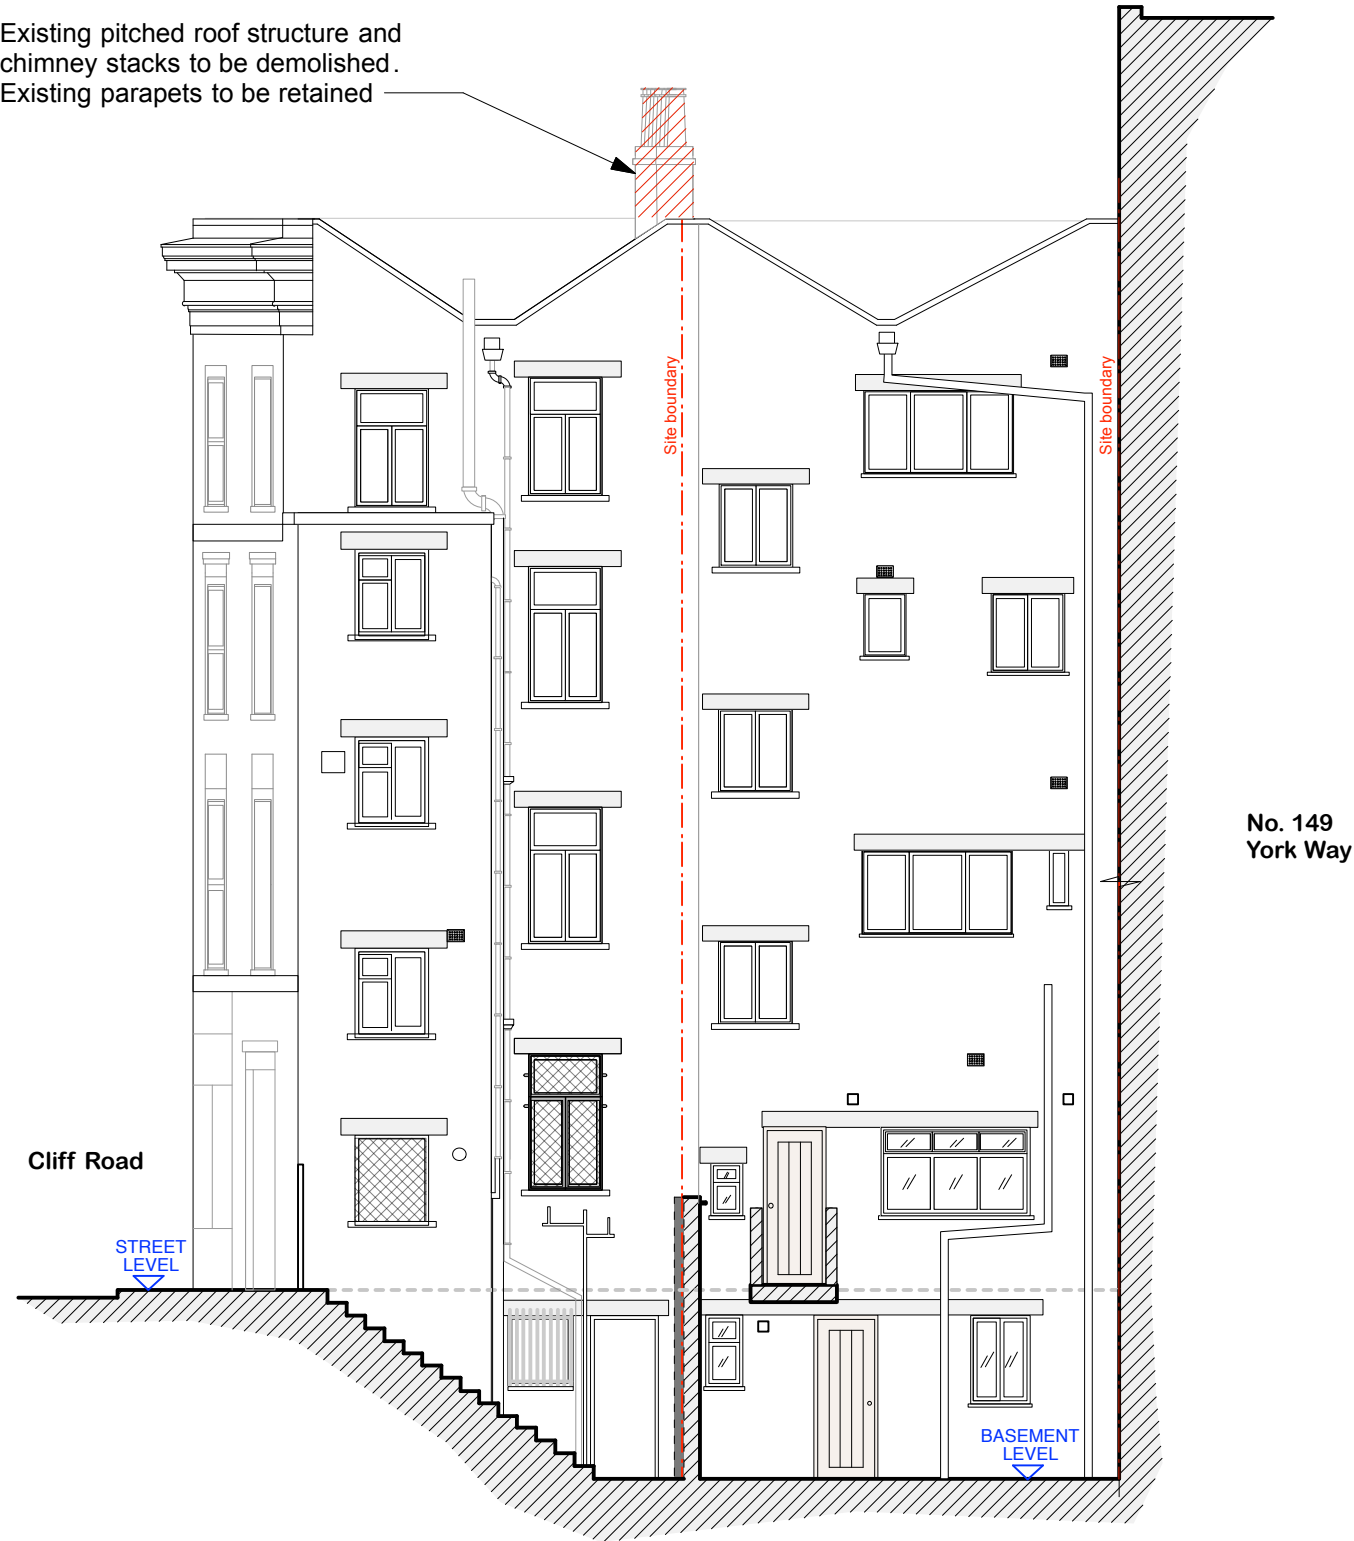 Existing pitched roof structure and
chimney stacks to be demolished.
Existing parapets to be retained
Site boundary
Site boundary
No. 149
York Way
Cliff Road
STREET
LEVEL
BASEMENT
LEVEL